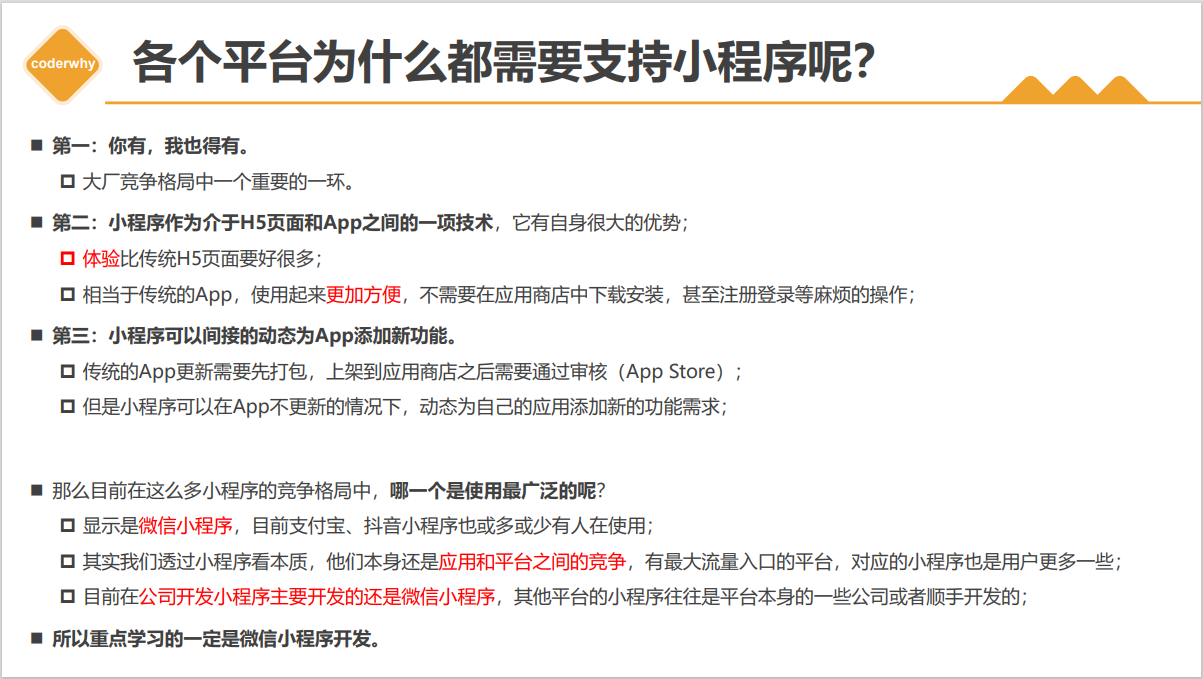 coderwhy
各个平台为什么都需要支持小程序呢？
第一：你有，我也得有。
大厂竞争格局中一个重要的一环。
第二：小程序作为介于H5页面和App之间的一项技术，它有自身很大的优势；
体验比传统H5页面要好很多；
相当于传统的App，使用起来更加方便，不需要在应用商店中下载安装，甚至注册登录等麻烦的操作；
第三：小程序可以间接的动态为App添加新功能。
传统的App更新需要先打包，上架到应用商店之后需要通过审核（App Store）；
但是小程序可以在App不更新的情况下，动态为自己的应用添加新的功能需求；
那么目前在这么多小程序的竞争格局中，哪一个是使用最广泛的呢？
显示是微信小程序，目前支付宝、抖音小程序也或多或少有人在使用；
其实我们透过小程序看本质，他们本身还是应用和平台之间的竞争，有最大流量入口的平台，对应的小程序也是用户更多一些；
目前在公司开发小程序主要开发的还是微信小程序，其他平台的小程序往往是平台本身的一些公司或者顺手开发的；
所以重点学习的一定是微信小程序开发。